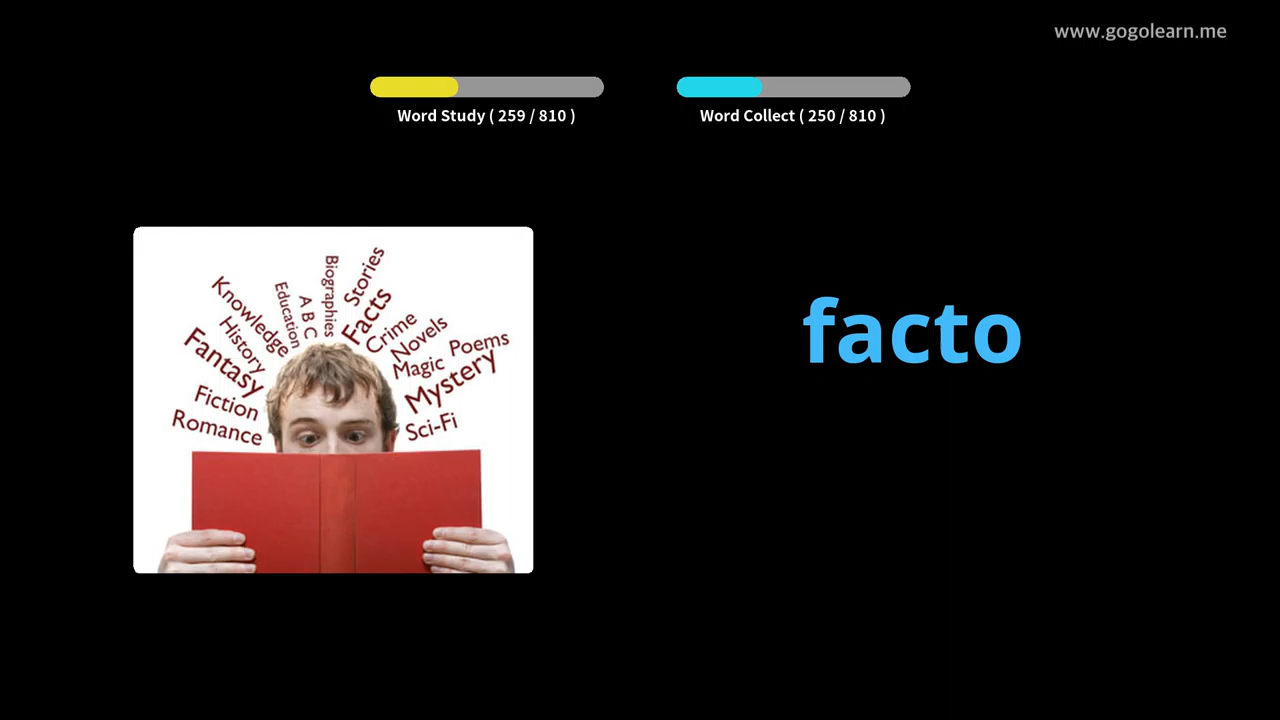 www.gogolearn.me
Word Study ( 259 / 810 )
Word Collect ( 250 / 810 )
facto
Biographies
Stories
Education
A B C
Facts
Knowledge
History
Crime
Novels
Poems
Fantasy
Magic
Mystery
Fiction
Romance
Sci-Fi